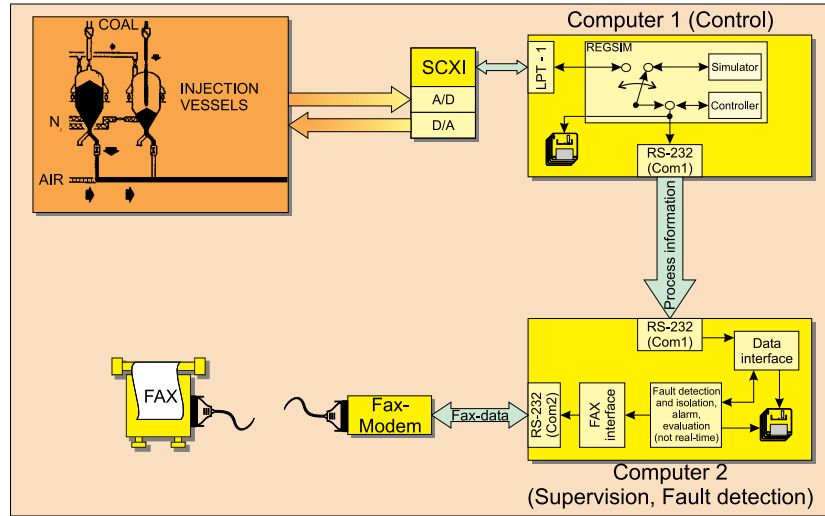 COAL
INJECTION
VESSELS
N
AIR
SCXI
A/D
D/A
Computer 1 (Control)
LPT - 1
REGSIM
Simulator
Controller
RS-232
(Com1)
Process information
RS-232
(Com1)
Data
interface
Fault detection
and isolation,
alarm,
evaluation
(not real-time)
FAX
interface
RS-232
(Com2)
Fax-data
Fax-
Modem
FAX
Computer 2
(Supervision, Fault detection)